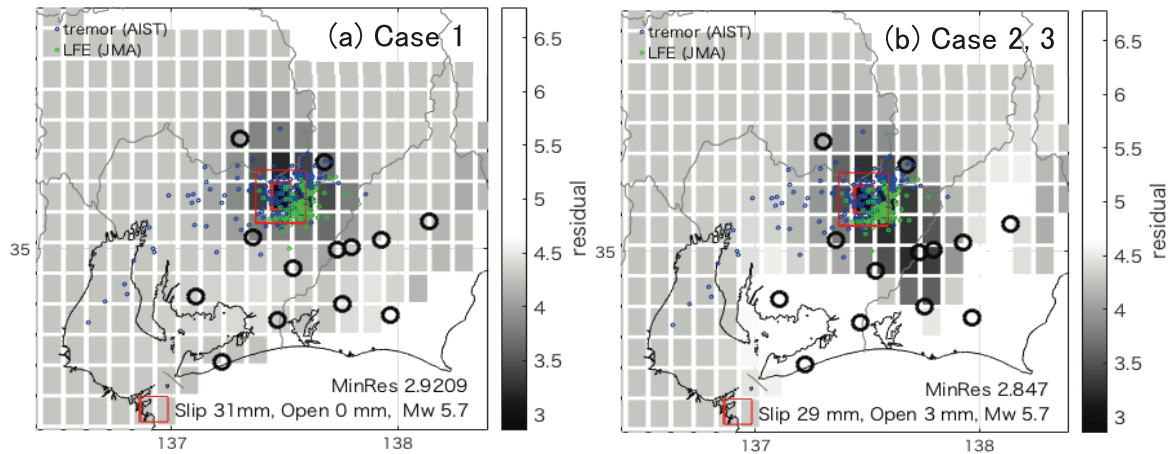 tremor (AIST)
LFE (JMA)
(a) Case 1
35
MinRes 2.9209
Slip 31mm, Open 0 mm, Mw 5.7
137
138
6.5
6
5.5
5
4.5
4
3.5
3
residual
tremor (AIST)
LFE (JMA)
(b) Case 2, 3
35
MinRes 2.847
Slip 29 mm, Open 3 mm, Mw 5.7
137
138
6.5
6
5.5
5
4.5
4
3.5
3
residual